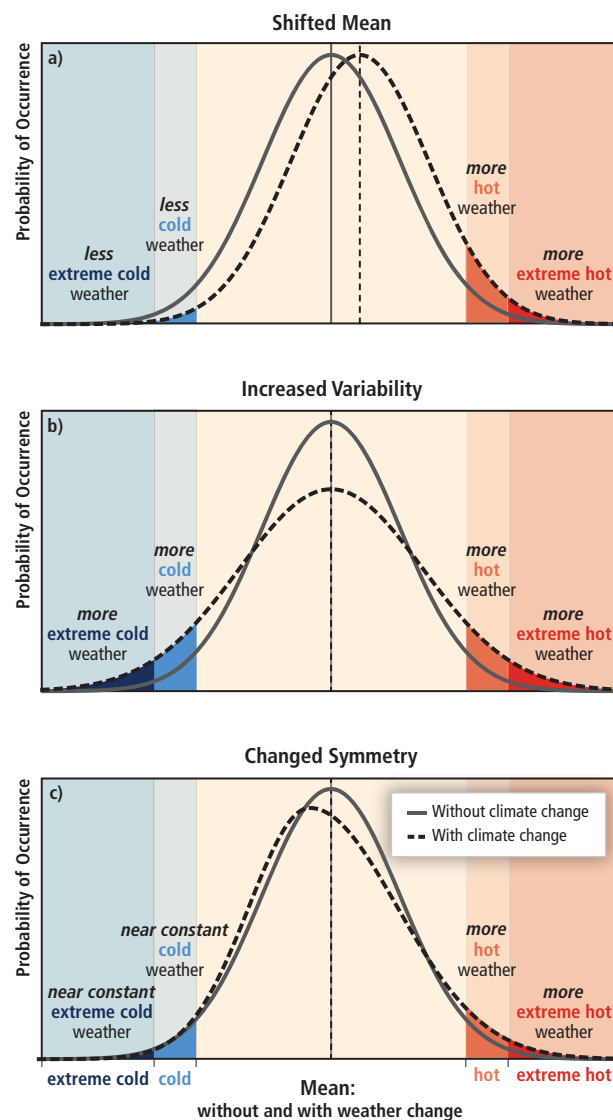 Shifted Mean
a)
Probability of Occurrence
less
cold
weather
less
extreme cold
weather
more
hot
weather
more
extreme hot
weather
Increased Variability
b)
Probability of Occurrence
more
cold
weather
more
extreme cold
weather
more
hot
weather
more
extreme hot
weather
Changed Symmetry
c)
Probability of Occurrence
Without climate change
With climate change
near constant
cold
weather
near constant
extreme cold
weather
more
hot
weather
more
extreme hot
weather
extreme cold
cold
hot
extreme hot
Mean:
without and with weather change